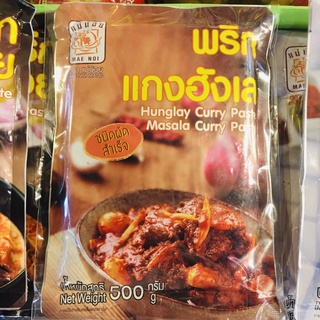 แม่น้อย
MAE NOI
พริก
แกงฮังเล
Hunglay Curry Paste
Masala Curry Paste
ชนิดผัด
สำเร็จ
น้ำหนักสุทธิ 500 กรัม
Net Weight g